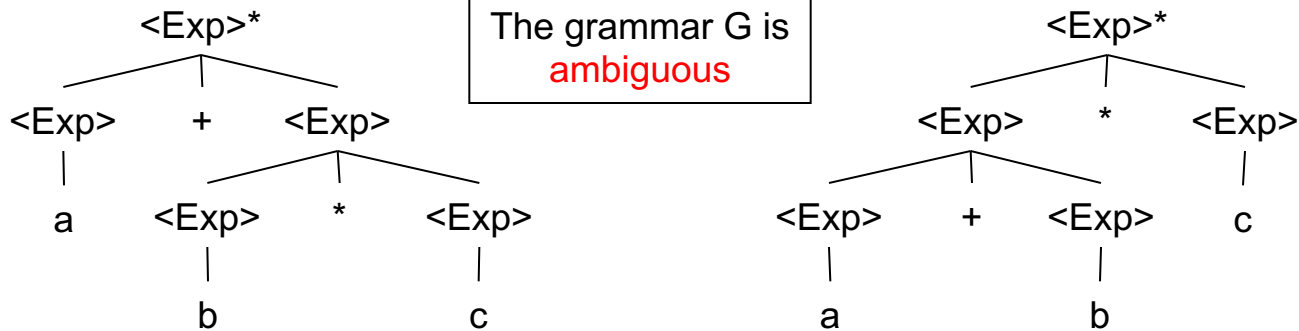 <Exp>*
The grammar G is
ambiguous
<Exp>*
<Exp> + <Exp>
<Exp> * <Exp>
a <Exp> * <Exp>
<Exp> + <Exp> c
b c
a b